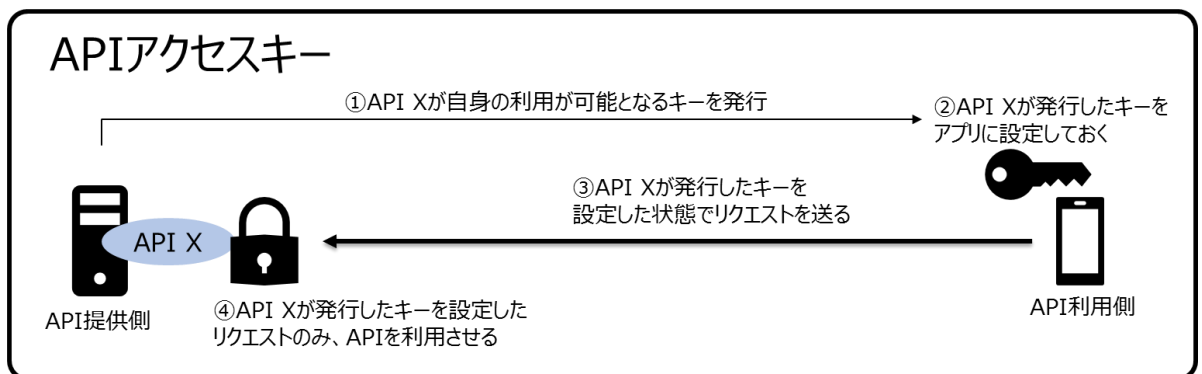 APIアクセスキー
①API Xが自身の利用が可能となるキーを発行
②API Xが発行したキーを
アプリに設定しておく
③API Xが発行したキーを
設定した状態でリクエストを送る
API X
API提供側
④API Xが発行したキーを設定した
リクエストのみ、APIを利用させる
API利用側